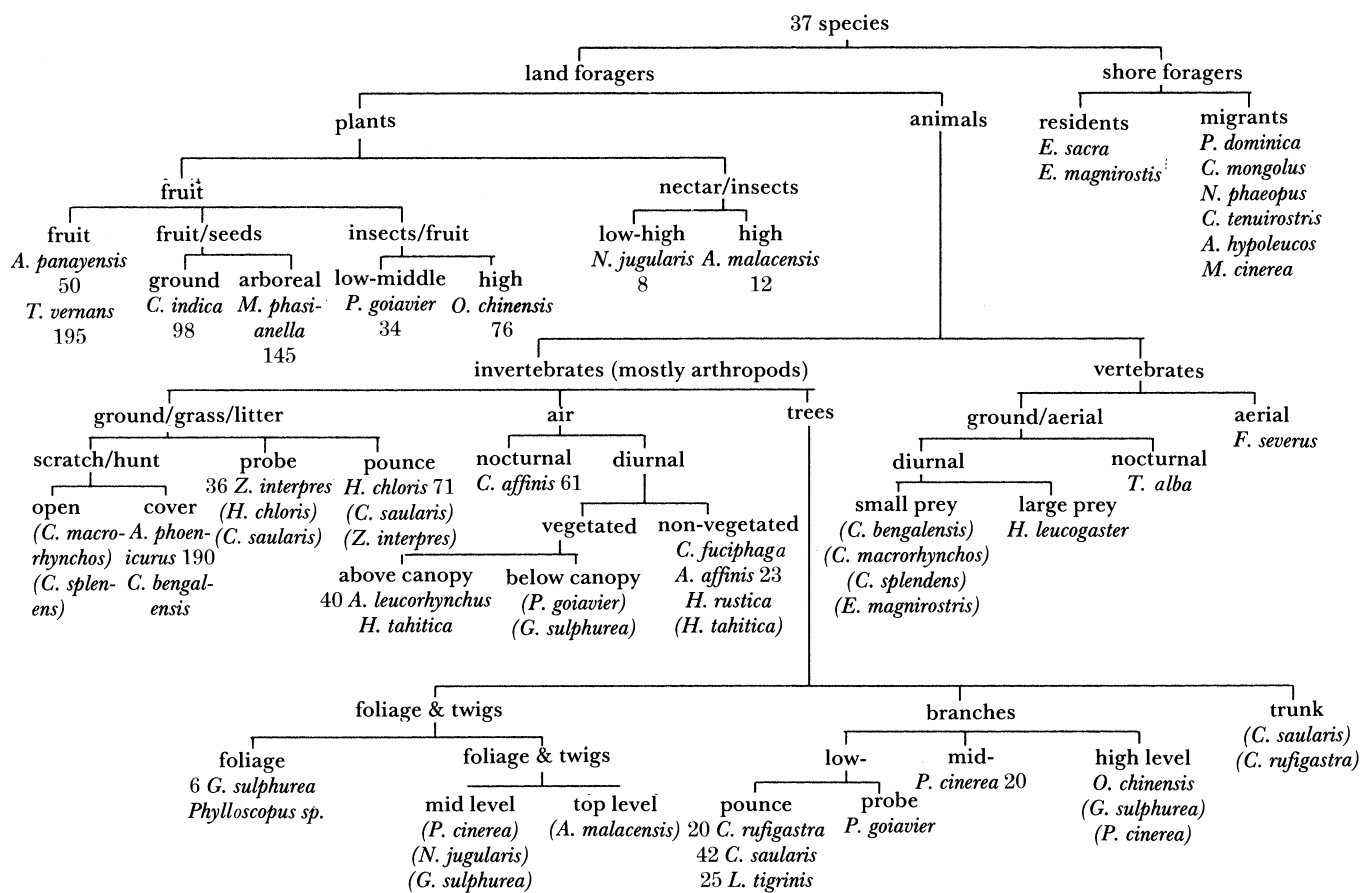 37 species
land foragers
shore foragers
plants
animals
residents
E. sacra
E. magnirostis
migrants
P. dominica
C. mongolus
N. phaeopus
C. tenuirostris
A. hypoleucos
M. cinerea
fruit
nectar/insects
fruit
A. panayensis
50
T. vernans
195
fruit/seeds
ground
C. indica
98
arboreal
M. phasi-
anella
145
insects/fruit
low-middle
P. goiavier
34
high
O. chinensis
76
low-high
N. jugularis
8
high
A. malacensis
12
invertebrates (mostly arthropods)
vertebrates
ground/grass/litter
air
trees
ground/aerial
aerial
F. severus
scratch/hunt
open
(C. macro-
rhynchos)
(C. splen-
ens)
cover
A. phoen-
icurus 190
C. bengal-
ensis
probe
36 Z. interpres
(H. chloris)
(C. saularis)
pounce
H. chloris 71
(C. saularis)
(Z. interpres)
nocturnal
C. affinis 61
diurnal
vegetated
above canopy
40 A. leucorhynchus
H. tahitica
below canopy
(P. goiavier)
(G. sulphurea)
non-vegetated
C. fuciphaga
A. affinis 23
H. rustica
(H. tahitica)
diurnal
small prey
(C. bengalensis)
(C. macrorhynchos)
(C. splendens)
(E. magnirostris)
large prey
H. leucogaster
nocturnal
T. alba
foliage & twigs
branches
trunk
(C. saularis)
(C. rufigastra)
foliage
6 G. sulphurea
Phylloscopus sp.
foliage & twigs
mid level
(P. cinerea)
(N. jugularis)
(G. sulphurea)
top level
(A. malacensis)
low-
pounce
20 C. rufigastra
42 C. saularis
25 L. tigrinis
probe
P. goiavier
mid-
P. cinerea 20
high level
O. chinensis
(G. sulphurea)
(P. cinerea)